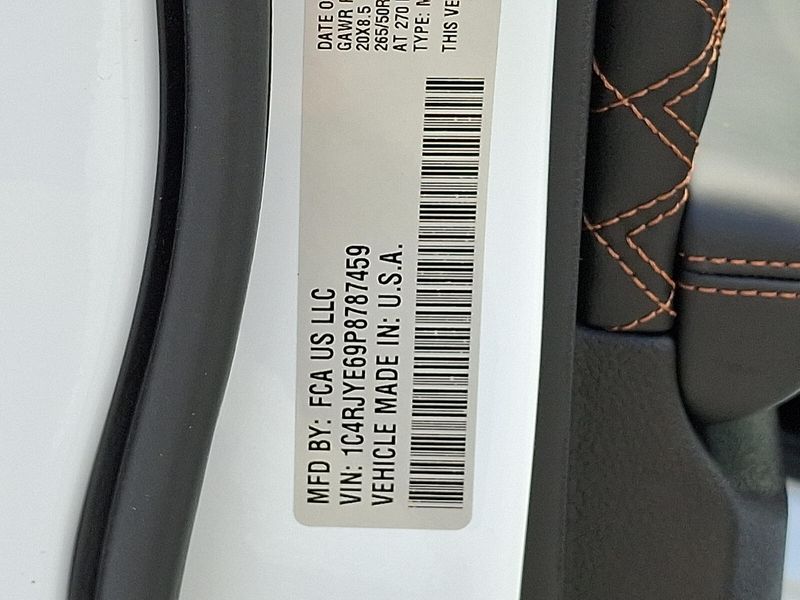 MFD BY: FCA US LLC
VIN: 1C4RJYE69P8787459
VEHICLE MADE IN: U.S.A.
DATE O
GAWR
20X8.5
265/50R
AT 270
TYPE:
THIS VE